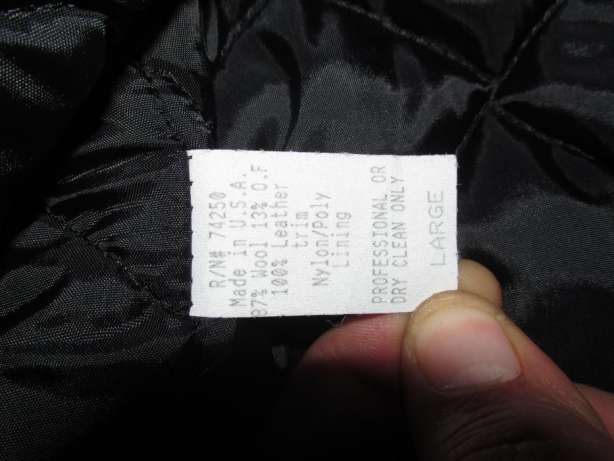 R/N# 74250
Made in U.S.A.
87% Wool 13% O.F
100% Leather
trim
Nylon/Poly
Lining
PROFESSIONAL OR
DRY CLEAN ONLY
LARGE